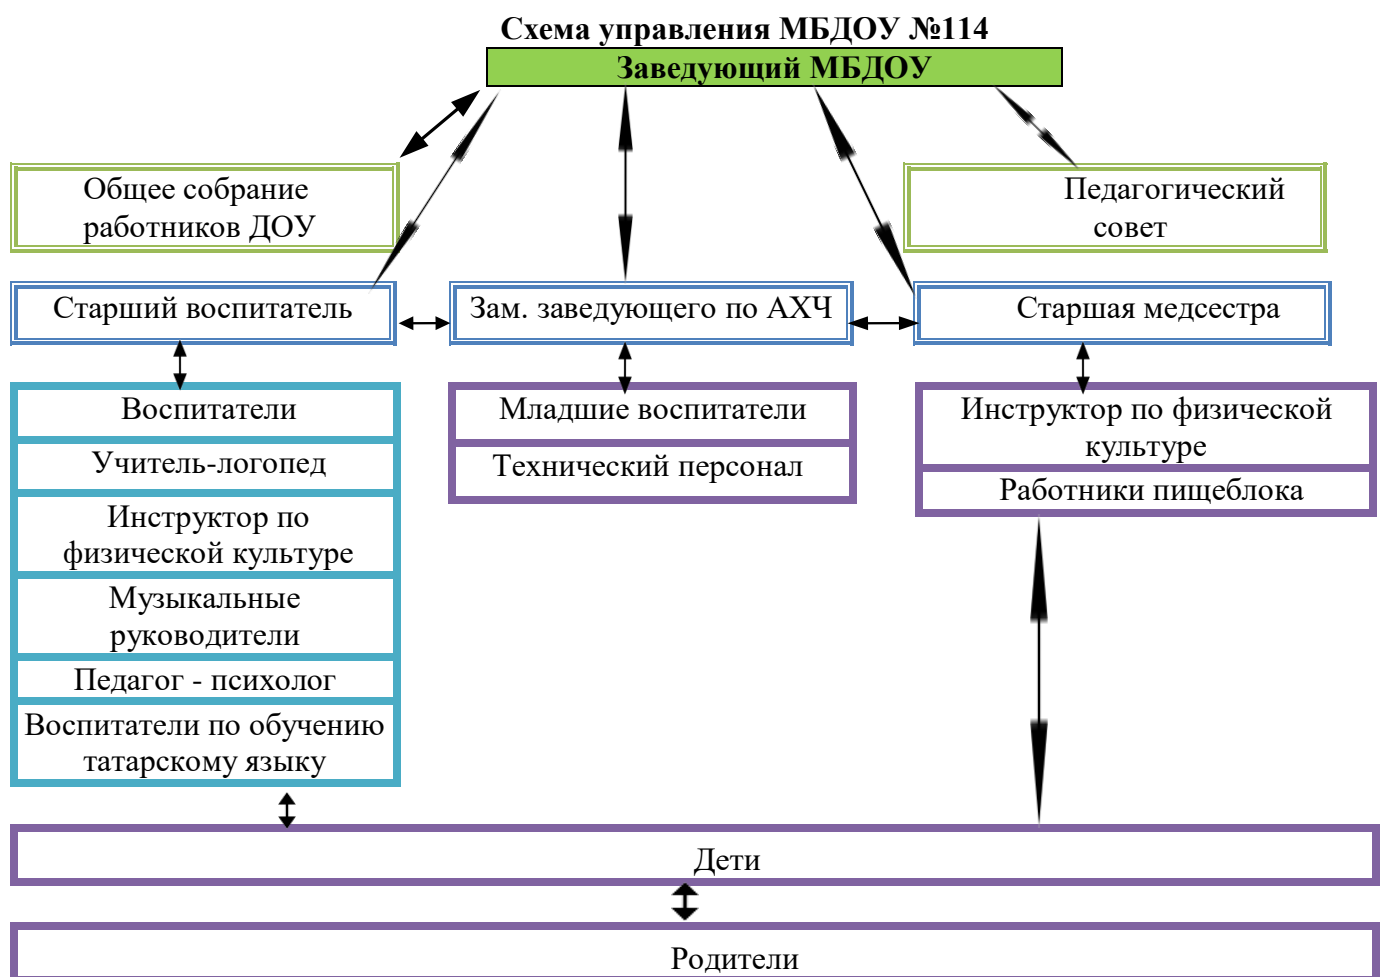 Схема управления МБДОУ №114
Заведующий МБДОУ
Общее собрание
работников ДОУ
Педагогический
совет
Старший воспитатель
Зам. заведующего по АХЧ
Старшая медсестра
Воспитатели
Учитель-логопед
Инструктор по
физической культуре
Музыкальные
руководители
Педагог - психолог
Воспитатели по обучению
татарскому языку
Младшие воспитатели
Технический персонал
Инструктор по физической
культуре
Работники пищеблока
Дети
Родители